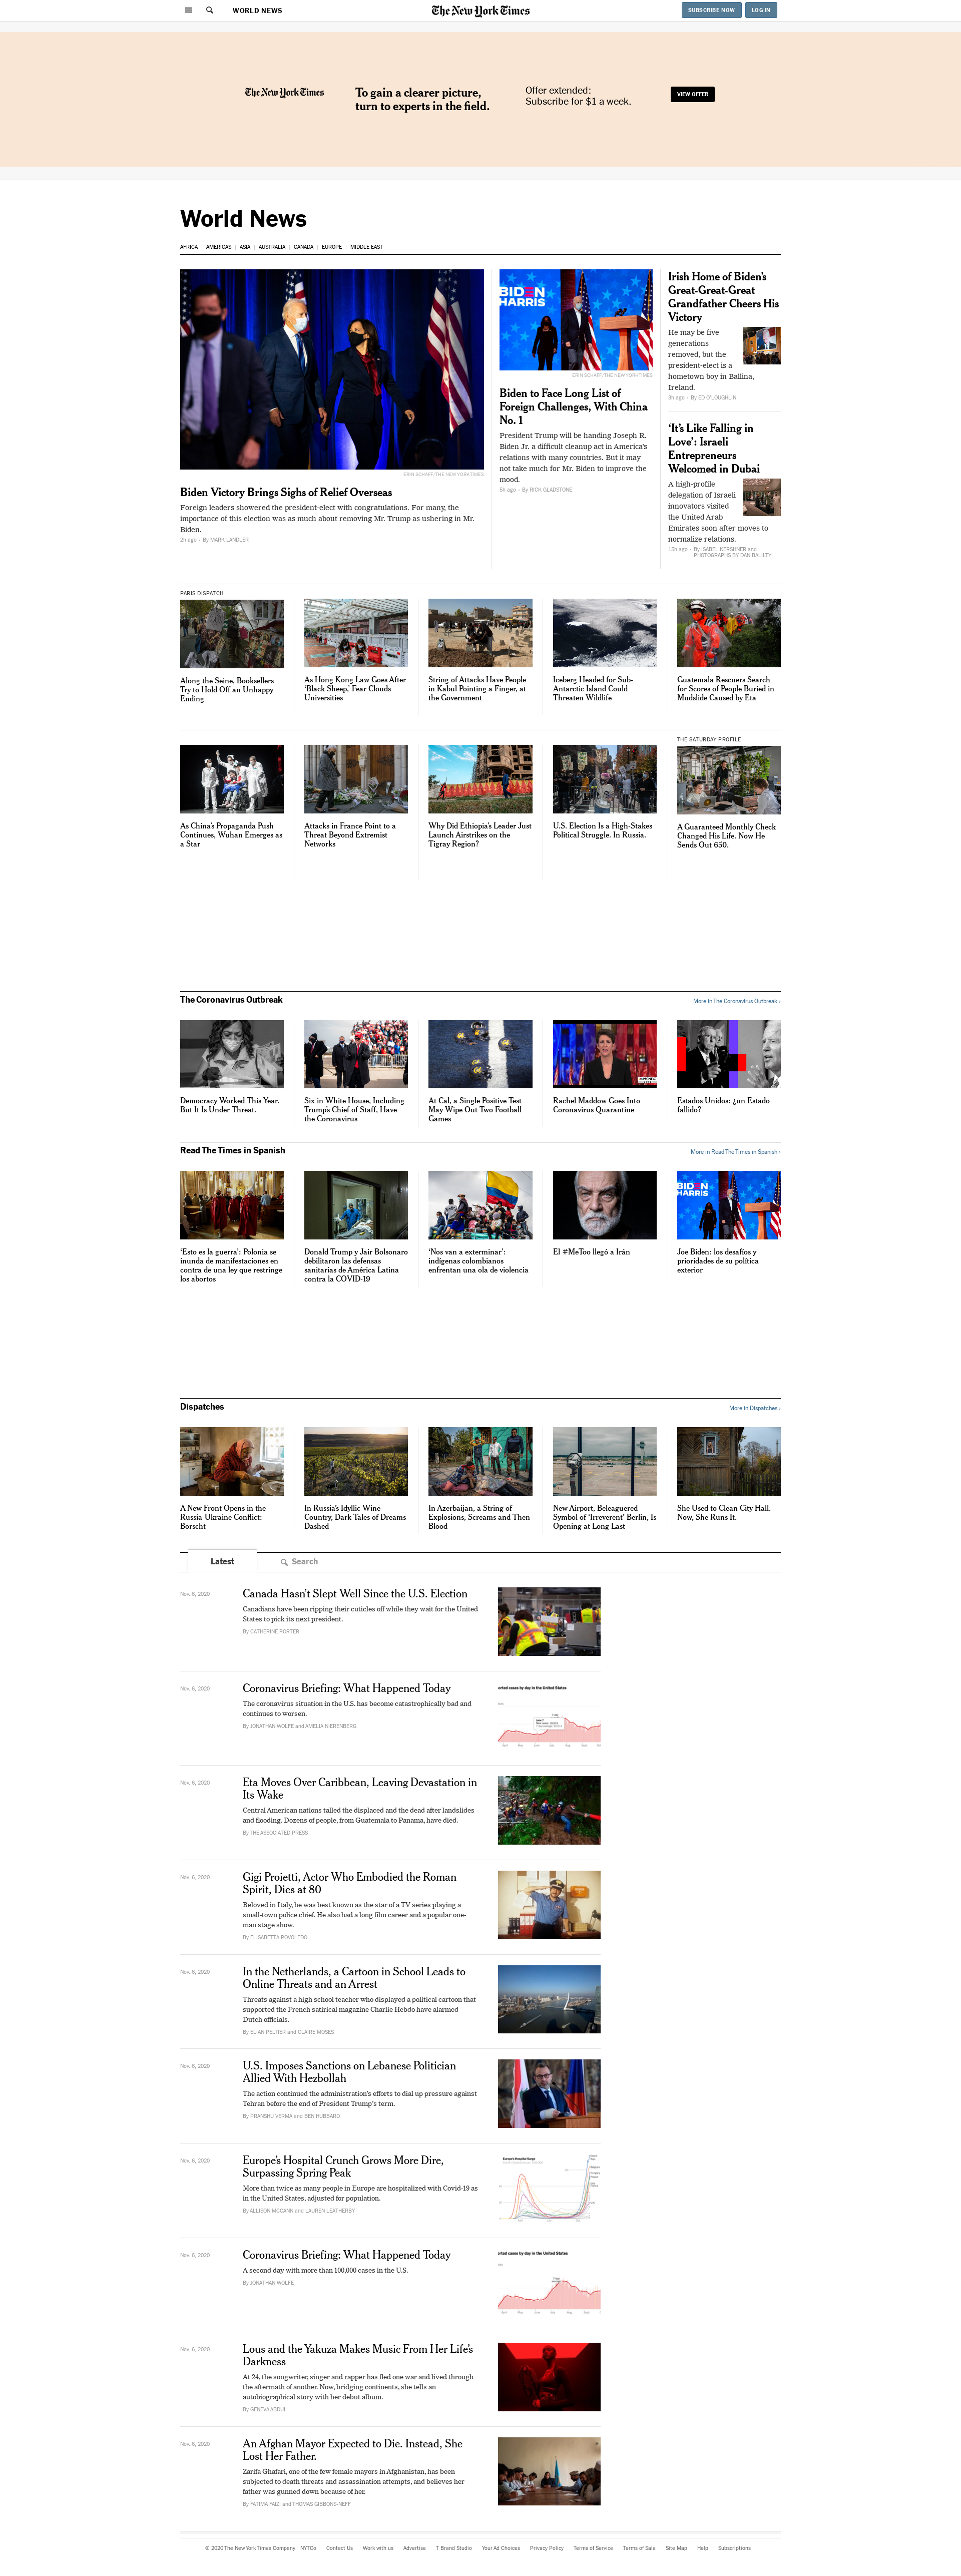 WORLD NEWS
The New York Times
SUBSCRIBE NOW
LOG IN
The New York Times
To gain a clearer picture,
turn to experts in the field.
Offer extended:
Subscribe for $1 a week.
VIEW OFFER
World News
AFRICA
AMERICAS
ASIA
AUSTRALIA
CANADA
EUROPE
MIDDLE EAST
ERIN SCHAFF/THE NEW YORK TIMES
Biden Victory Brings Sighs of Relief Overseas
Foreign leaders showered the president-elect with congratulations. For many, the
importance of this election was as much about removing Mr. Trump as ushering in Mr.
Biden.
2h ago · By MARK LANDLER
BIDEN
HARRIS
ERIN SCHAFF/THE NEW YORK TIMES
Biden to Face Long List of
Foreign Challenges, With China
No. 1
President Trump will be handing Joseph R.
Biden Jr. a difficult cleanup act in America's
relations with many countries. But it may
not take much for Mr. Biden to improve the
mood.
5h ago · By RICK GLADSTONE
Irish Home of Biden's
Great-Great-Great
Grandfather Cheers His
Victory
He may be five
generations
removed, but the
president-elect is a
hometown boy in Ballina,
Ireland.
3h ago · By ED O'LOUGHLIN
'It's Like Falling in
Love': Israeli
Entrepreneurs
Welcomed in Dubai
A high-profile
delegation of Israeli
innovators visited
the United Arab
Emirates soon after moves to
normalize relations.
By ISABEL KERSHNER and
PHOTOGRAPHS BY DAN BALILTY
PARIS DISPATCH
Along the Seine, Booksellers
Try to Hold Off an Unhappy
Ending
As Hong Kong Law Goes After
'Black Sheep,' Fear Clouds
Universities
String of Attacks Have People
in Kabul Pointing a Finger, at
the Government
Iceberg Headed for Sub-
Antarctic Island Could
Threaten Wildlife
Guatemala Rescuers Search
for Scores of People Buried in
Mudslide Caused by Eta
As China's Propaganda Push
Continues, Wuhan Emerges as
a Star
Attacks in France Point to a
Threat Beyond Extremist
Networks
Why Did Ethiopia's Leader Just
Launch Airstrikes on the
Tigray Region?
U.S. Election Is a High-Stakes
Political Struggle. In Russia.
THE SATURDAY PROFILE
A Guaranteed Monthly Check
Changed His Life. Now He
Sends Out 650.
The Coronavirus Outbreak
More in The Coronavirus Outbreak ›
Democracy Worked This Year.
But It Is Under Threat.
Six in White House, Including
Trump's Chief of Staff, Have
the Coronavirus
At Cal, a Single Positive Test
May Wipe Out Two Football
Games
Rachel Maddow Goes Into
Coronavirus Quarantine
Estados Unidos: ¿un Estado
fallido?
Read The Times in Spanish
More in Read The Times in Spanish ›
'Esto es la guerra': Polonia se
inunda de manifestaciones en
contra de una ley que restringe
los abortos
Donald Trump y Jair Bolsonaro
debilitaron las defensas
sanitarias de América Latina
contra la COVID-19
'Nos van a exterminar':
indígenas colombianos
enfrentan una ola de violencia
El #MeToo llegó a Irán
BIDEN
HARRIS
Joe Biden: los desafíos y
prioridades de su política
exterior
Dispatches
More in Dispatches ›
A New Front Opens in the
Russia-Ukraine Conflict:
Borscht
In Russia's Idyllic Wine
Country, Dark Tales of Dreams
Dashed
In Azerbaijan, a String of
Explosions, Screams and Then
Blood
New Airport, Beleaguered
Symbol of 'Irreverent' Berlin, Is
Opening at Long Last
She Used to Clean City Hall.
Now, She Runs It.
Latest
Search
Nov. 6, 2020
Canada Hasn't Slept Well Since the U.S. Election
Canadians have been ripping their cuticles off while they wait for the United
States to pick its next president.
By CATHERINE PORTER
Nov. 6, 2020
Coronavirus Briefing: What Happened Today
The coronavirus situation in the U.S. has become catastrophically bad and
continues to worsen.
By JONATHAN WOLFE and AMELIA NIERENBERG
rted cases by day in the United States
Nov. 6, 2020
Eta Moves Over Caribbean, Leaving Devastation in
Its Wake
Central American nations talled the displaced and the dead after landslides
and flooding. Dozens of people, from Guatemala to Panama, have died.
By THE ASSOCIATED PRESS
Nov. 6, 2020
Gigi Proietti, Actor Who Embodied the Roman
Spirit, Dies at 80
Beloved in Italy, he was best known as the star of a TV series playing a
small-town police chief. He also had a long film career and a popular one-
man stage show.
By ELISABETTA POVOLEDO
Nov. 6, 2020
In the Netherlands, a Cartoon in School Leads to
Online Threats and an Arrest
Threats against a high school teacher who displayed a political cartoon that
supported the French satirical magazine Charlie Hebdo have alarmed
Dutch officials.
By ELIAN PELTIER and CLAIRE MOSES
Nov. 6, 2020
U.S. Imposes Sanctions on Lebanese Politician
Allied With Hezbollah
The action continued the administration's efforts to dial up pressure against
Tehran before the end of President Trump's term.
By PRANSHU VERMA and BEN HUBBARD
Nov. 6, 2020
Europe's Hospital Crunch Grows More Dire,
Surpassing Spring Peak
More than twice as many people in Europe are hospitalized with Covid-19 as
in the United States, adjusted for population.
By ALLISON MCCANN and LAUREN LEATHERBY
Europe's Hospital Surge
Nov. 6, 2020
Coronavirus Briefing: What Happened Today
A second day with more than 100,000 cases in the U.S.
By JONATHAN WOLFE
rted cases by day in the United States
Nov. 6, 2020
Lous and the Yakuza Makes Music From Her Life's
Darkness
At 24, the songwriter, singer and rapper has fled one war and lived through
the aftermath of another. Now, bridging continents, she tells an
autobiographical story with her debut album.
By GENEVA ABDUL
Nov. 6, 2020
An Afghan Mayor Expected to Die. Instead, She
Lost Her Father.
Zarifa Ghafari, one of the few female mayors in Afghanistan, has been
subjected to death threats and assassination attempts, and believes her
father was gunned down because of her.
By FATIMA FAIZI and THOMAS GIBBONS-NEFF
© 2020 The New York Times Company
NYTCo
Contact Us
Work with us
Advertise
T Brand Studio
Your Ad Choices
Privacy Policy
Terms of Service
Terms of Sale
Site Map
Help
Subscriptions